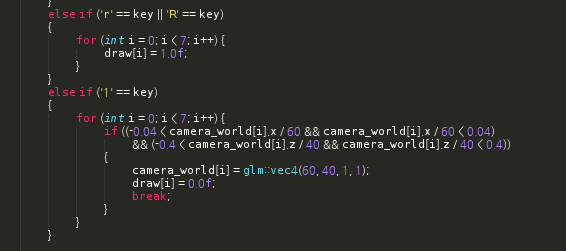 }
else if ('r' == key || 'R' == key)
{
for (int i = 0; i < 7; i++) {
draw[i] = 1.0f;
}
}
else if ('1' == key)
{
for (int i = 0; i < 7; i++) {
if ((-0.04 < camera_world[i].x / 60 && camera_world[i].x / 60 < 0.04)
&& (-0.4 < camera_world[i].z / 40 && camera_world[i].z / 40 < 0.4))
{
camera_world[i] = glm::vec4(60, 40, 1, 1);
draw[i] = 0.0f;
break;
}
}
}